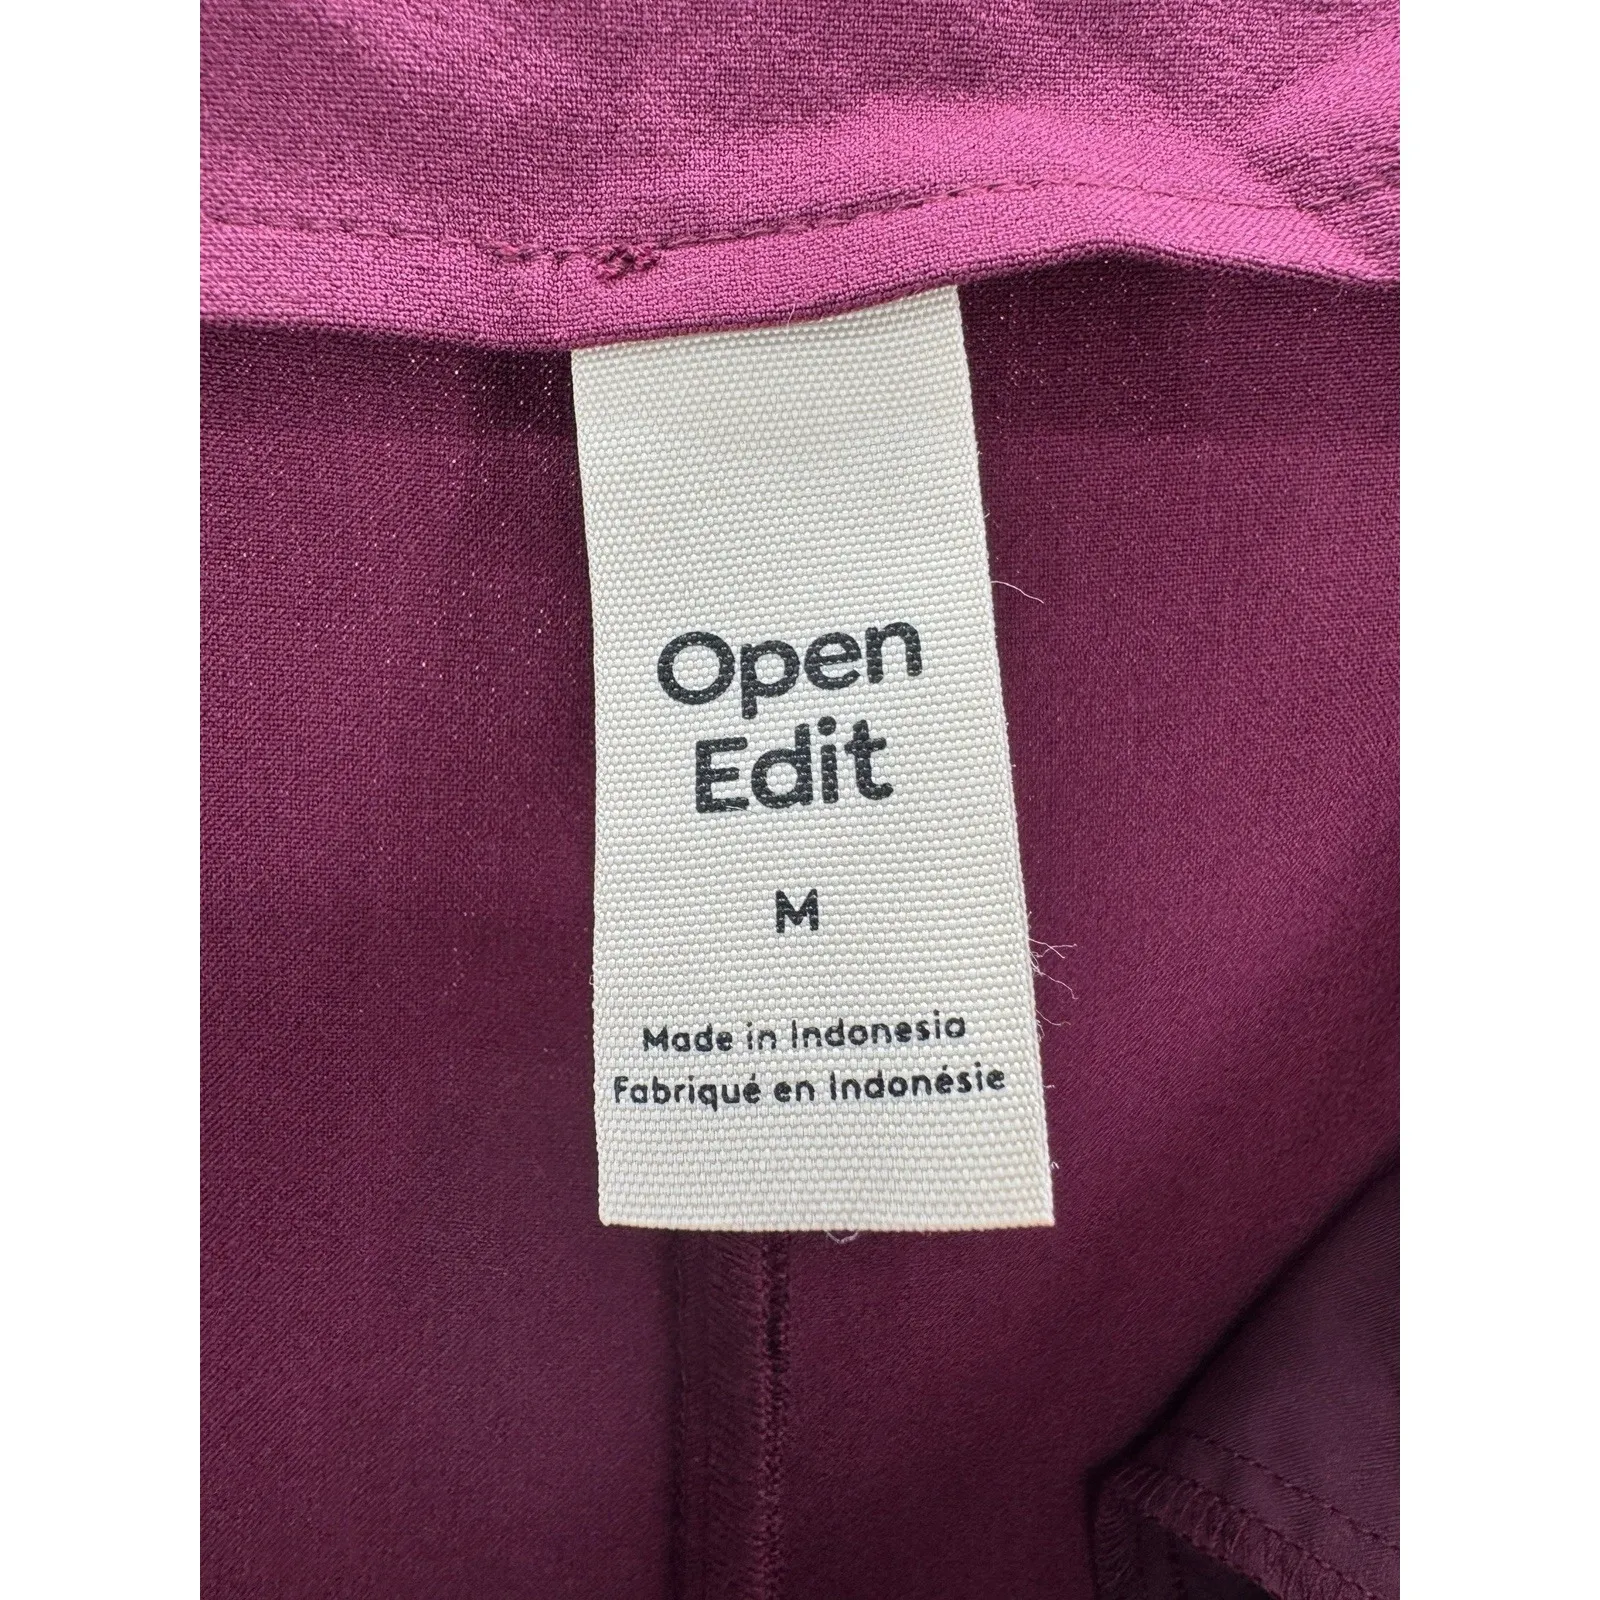 Open
Edit
M
Made in Indonesia
Fabriqué en Indonésie